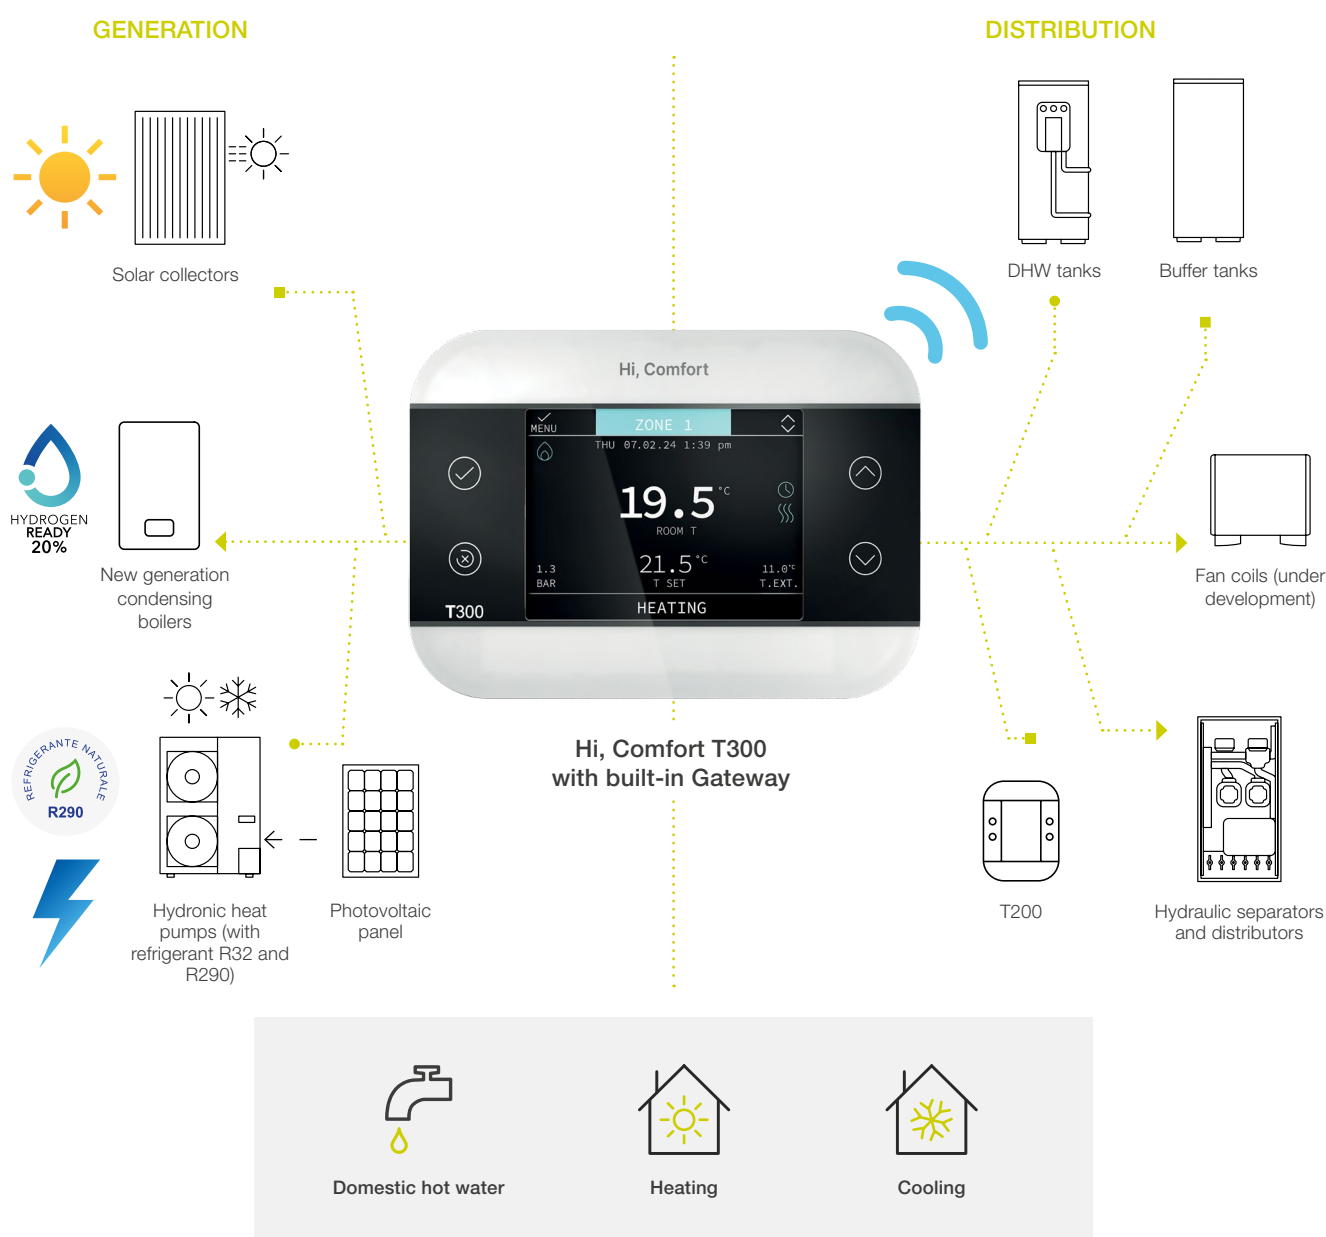 GENERATION
DISTRIBUTION
Solar collectors
DHW tanks
Buffer tanks
Hi, Comfort
MENU
ZONE 1
THU 07.02.24 1:39 pm
19.5 °C
ROOM T
21.5 °C
T SET
1.3
BAR
11.0°C
T.EXT.
HEATING
T300
HYDROGEN
READY
20%
New generation
condensing
boilers
Fan coils (under
development)
REFRIGERANTE NATURALE
R290
Hi, Comfort T300
with built-in Gateway
Hydronic heat
pumps (with
refrigerant R32 and
R290)
Photovoltaic
panel
T200
Hydraulic separators
and distributors
Domestic hot water
Heating
Cooling